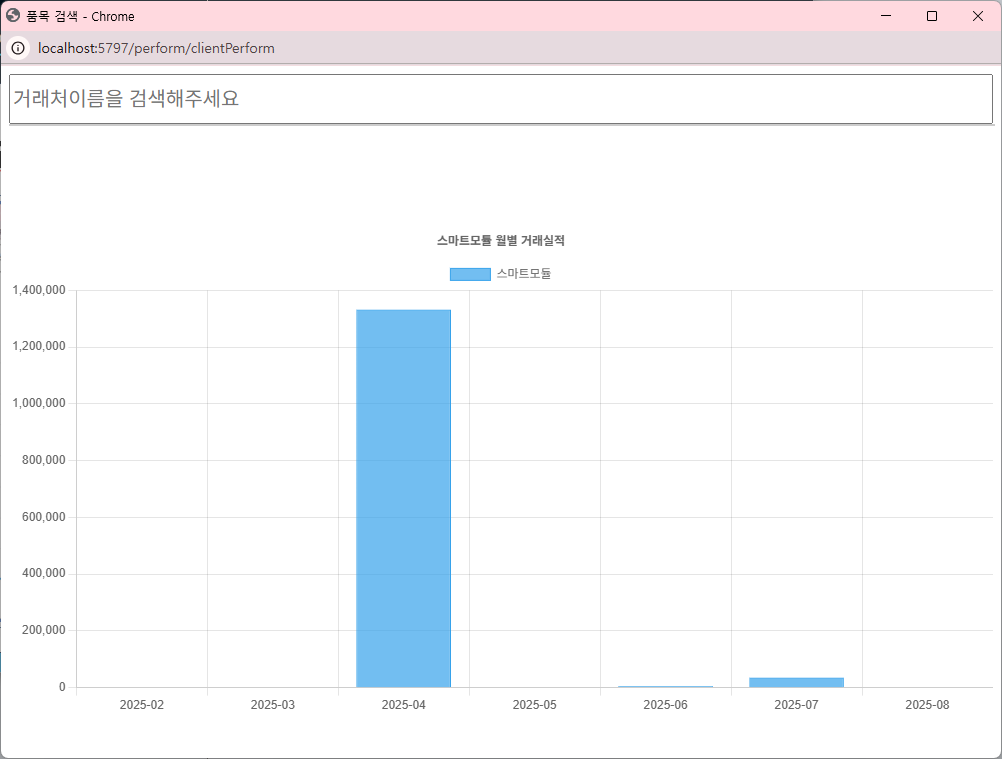 품목 검색 - Chrome
localhost:5797/perform/clientPerform
거래처이름을 검색해주세요
스마트모듈 월별 거래실적
스마트모듈
1,400,000
1,200,000
1,000,000
800,000
600,000
400,000
200,000
0
2025-02 2025-03 2025-04 2025-05 2025-06 2025-07 2025-08